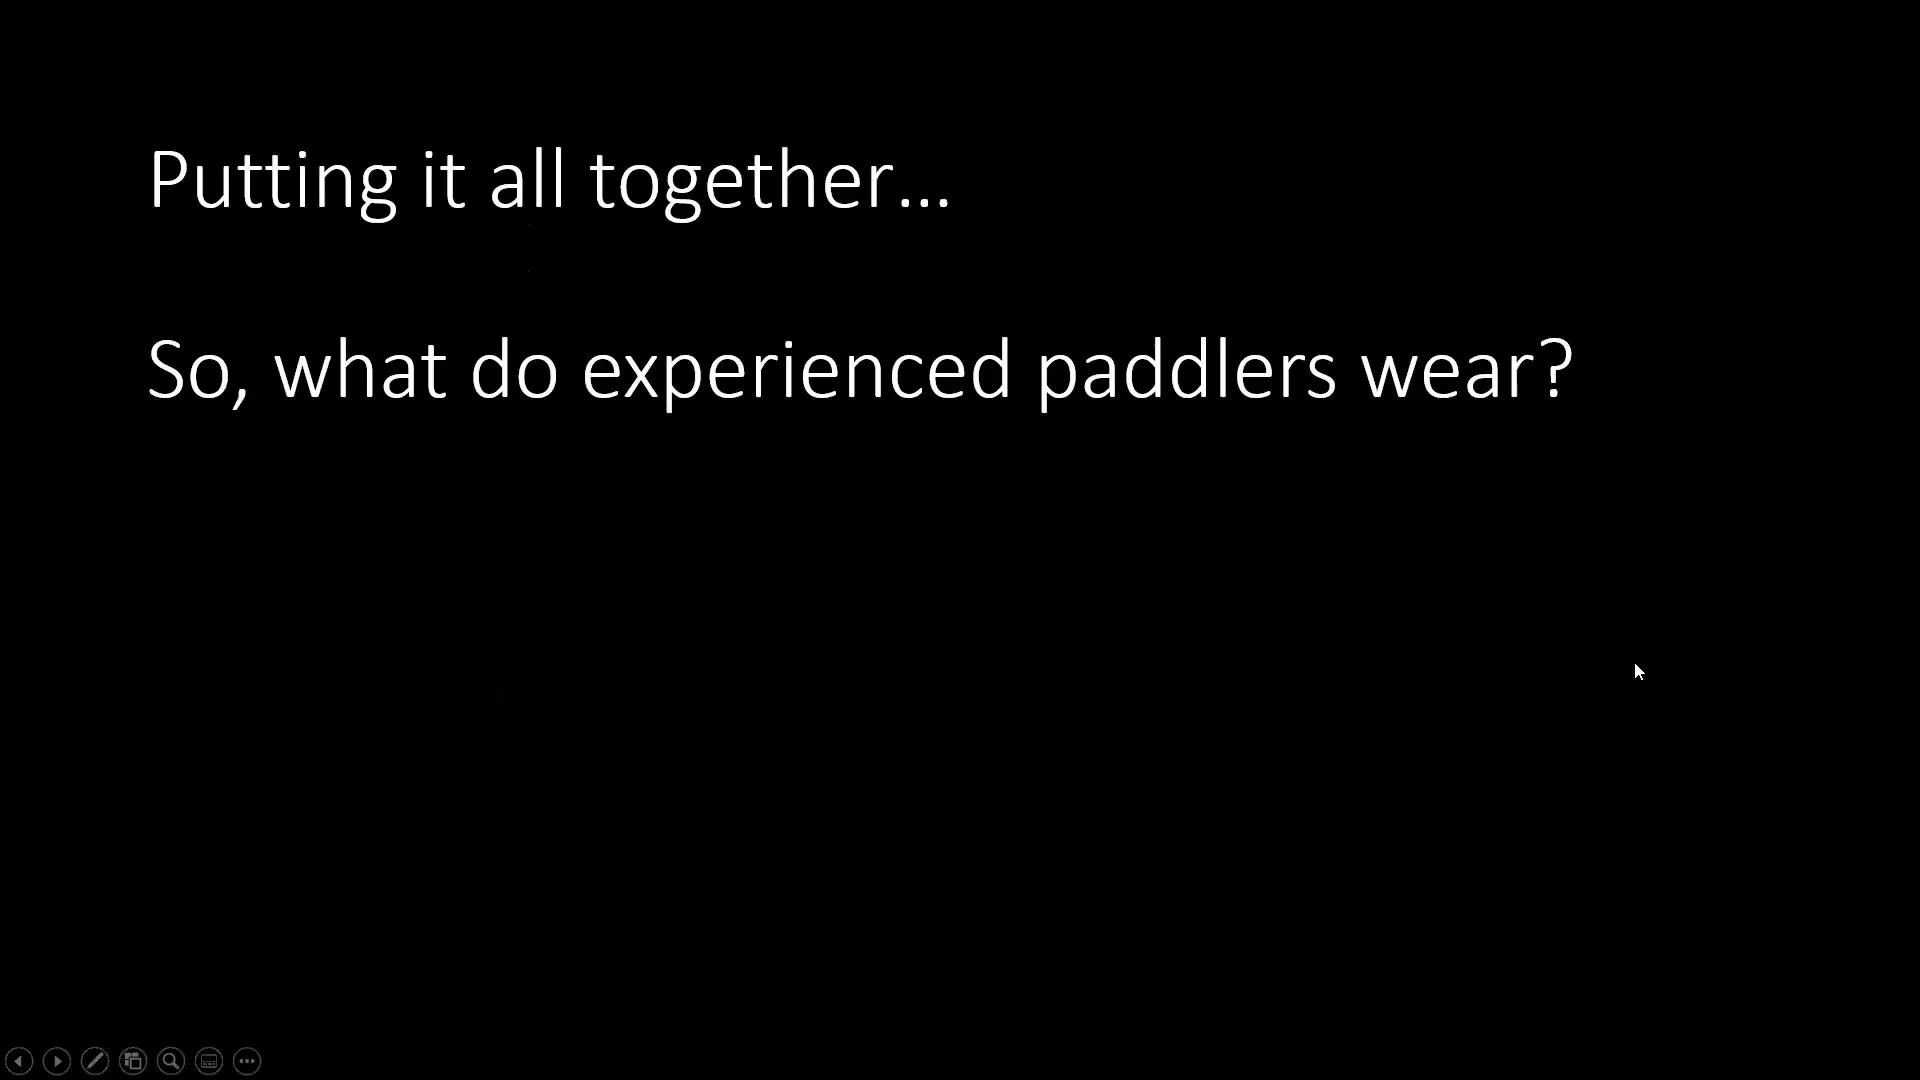 Putting it all together...
So, what do experienced paddlers wear?